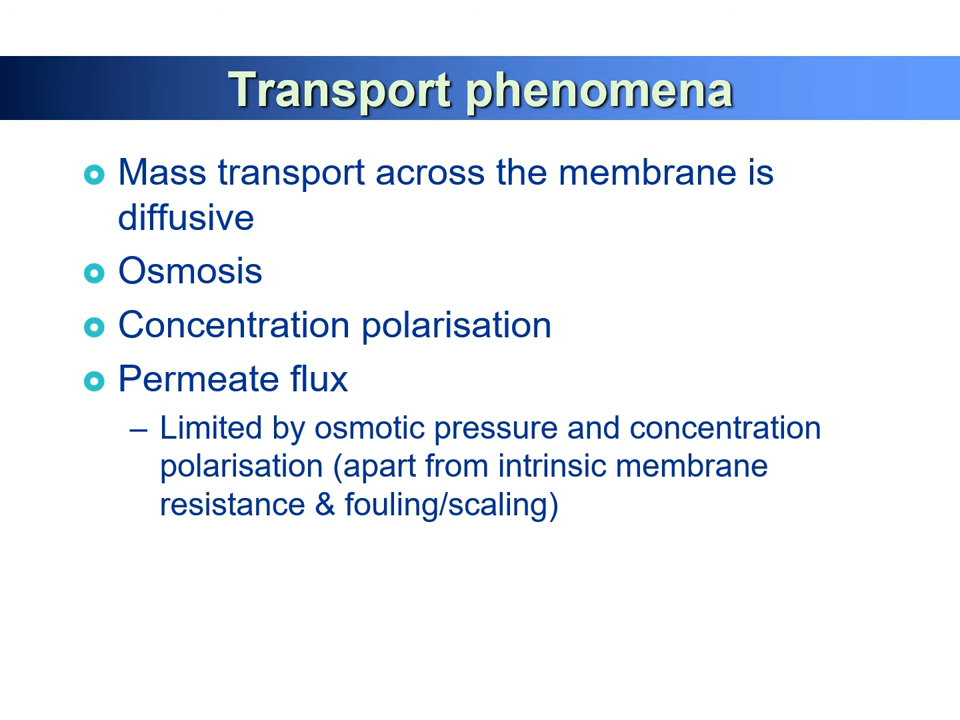 Transport phenomena
Mass transport across the membrane is
diffusive
Osmosis
Concentration polarisation
Permeate flux
– Limited by osmotic pressure and concentration
polarisation (apart from intrinsic membrane
resistance & fouling/scaling)